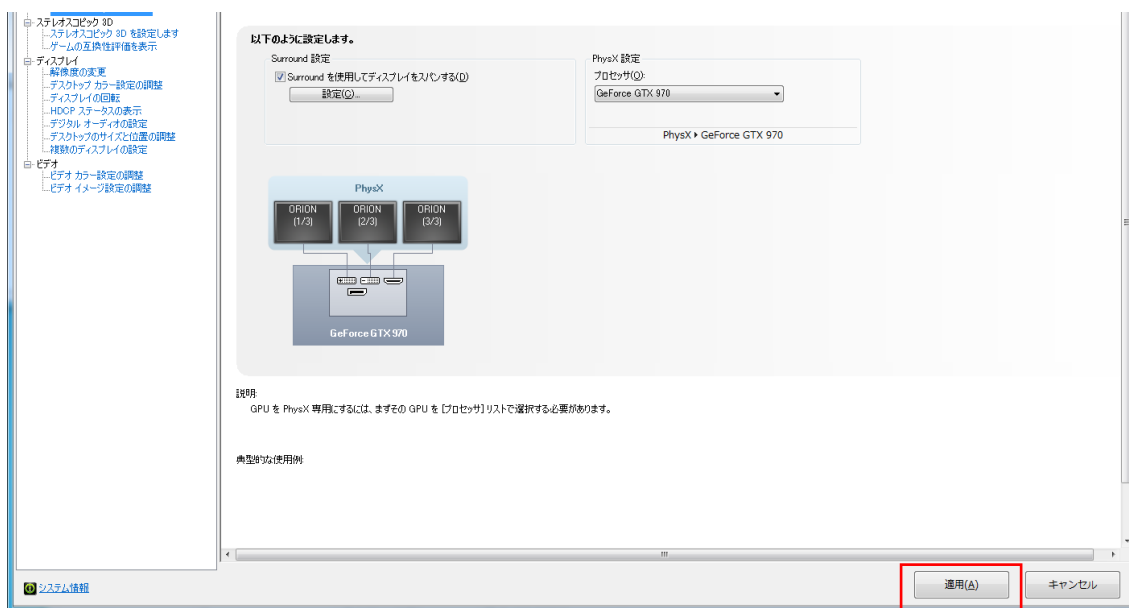 ステレオスコピック 3D
ステレオスコピック 3D を設定します
ゲームの互換性評価を表示
ディスプレイ
解像度の変更
デスクトップ カラー設定の調整
ディスプレイの回転
HDCP ステータスの表示
デジタル オーディオの設定
デスクトップのサイズと位置の調整
複数のディスプレイの設定
ビデオ
ビデオ カラー設定の調整
ビデオ イメージ設定の調整
以下のように設定します。
Surround 設定
Surround を使用してディスプレイをスパンする(D)
設定(C)...
PhysX 設定
プロセッサ(O):
GeForce GTX 970
PhysX ▸ GeForce GTX 970
PhysX
ORION
(1/3)
ORION
(2/3)
ORION
(3/3)
GeForce GTX 970
説明:
GPU を PhysX 専用にするには、まずその GPU を [プロセッサ] リストで選択する必要があります。
典型的な使用例:
システム情報
適用(A)
キャンセル